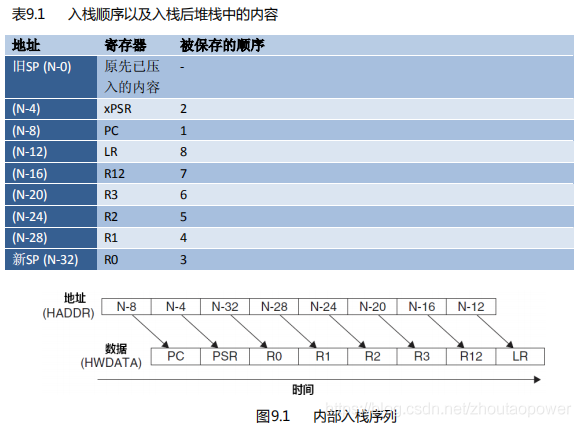 表9.1 入栈顺序以及入栈后堆栈中的内容
地址 寄存器 被保存的顺序
旧SP (N-0) 原先已压 -
入的内容
(N-4) xPSR 2
(N-8) PC 1
(N-12) LR 8
(N-16) R12 7
(N-20) R3 6
(N-24) R2 5
(N-28) R1 4
新SP (N-32) R0 3
地址
(HADDR) N-8 N-4 N-32 N-28 N-24 N-20 N-16 N-12
数据
(HWDATA) PC PSR R0 R1 R2 R3 R12 LR
时间
图9.1 内部入栈序列
https://blog.csdn.net/zhoutaopower